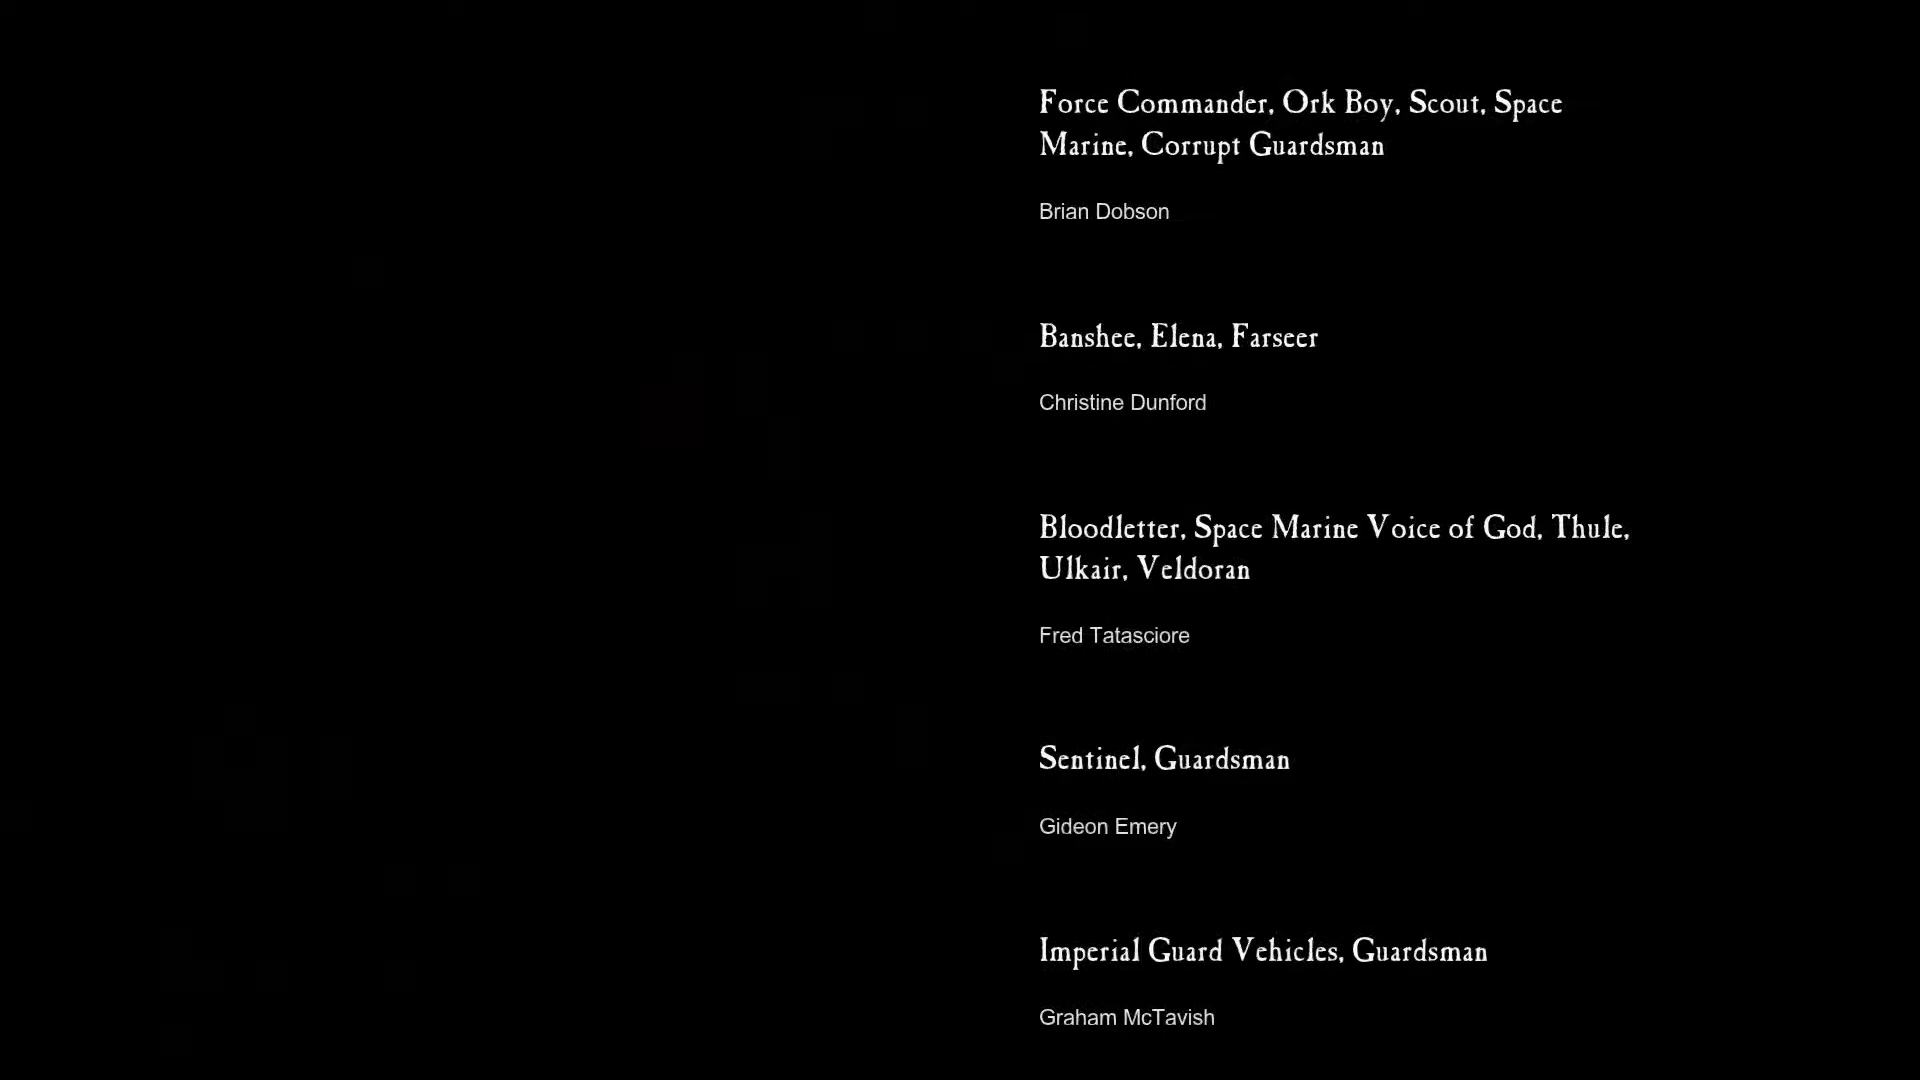 Force Commander, Ork Boy, Scout, Space
Marine, Corrupt Guardsman
Brian Dobson
Banshee, Elena, Farseer
Christine Dunford
Bloodletter, Space Marine Voice of God, Thule,
Ulkair, Veldoran
Fred Tatasciore
Sentinel, Guardsman
Gideon Emery
Imperial Guard Vehicles, Guardsman
Graham McTavish